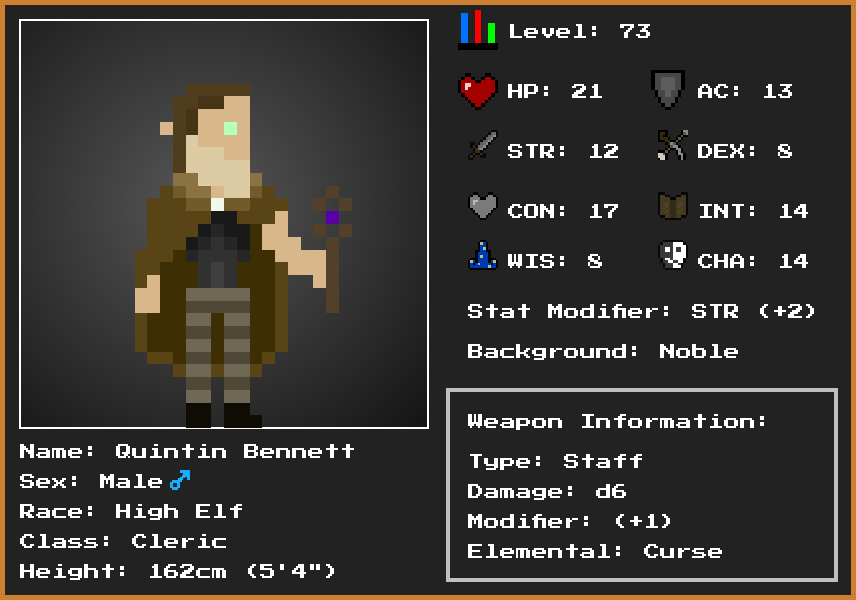 Level: 73
HP: 21
AC: 13
STR: 12
DEX: 8
CON: 17
INT: 14
WIS: 8
CHA: 14
Stat Modifier: STR (+2)
Background: Noble
Weapon Information:
Type: Staff
Damage: d6
Modifier: (+1)
Elemental: Curse
Name: Quintin Bennett
Sex: Male♂
Race: High Elf
Class: Cleric
Height: 162cm (5'4")